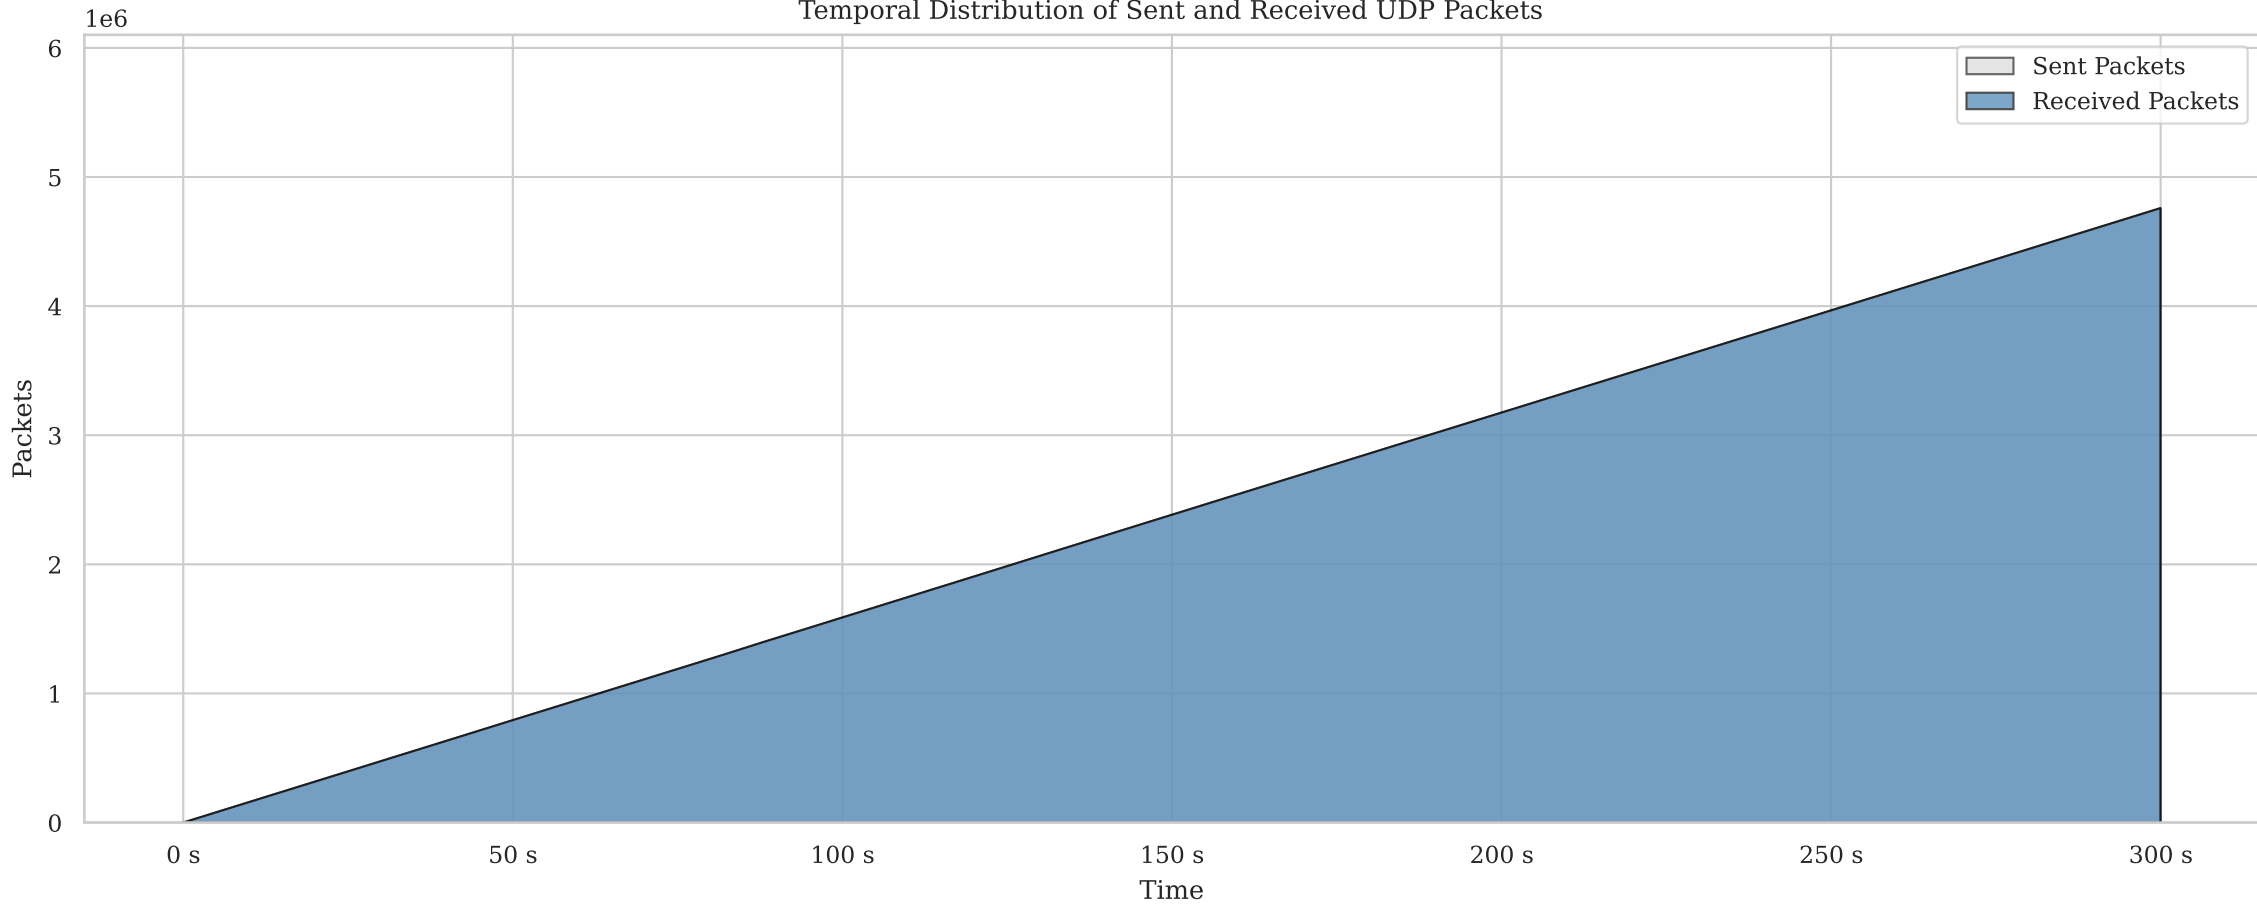 Temporal Distribution of Sent and Received UDP Packets
1e6
6
5
4
3
2
1
0
Packets
Sent Packets
Received Packets
0 s
50 s
100 s
150 s
200 s
250 s
300 s
Time